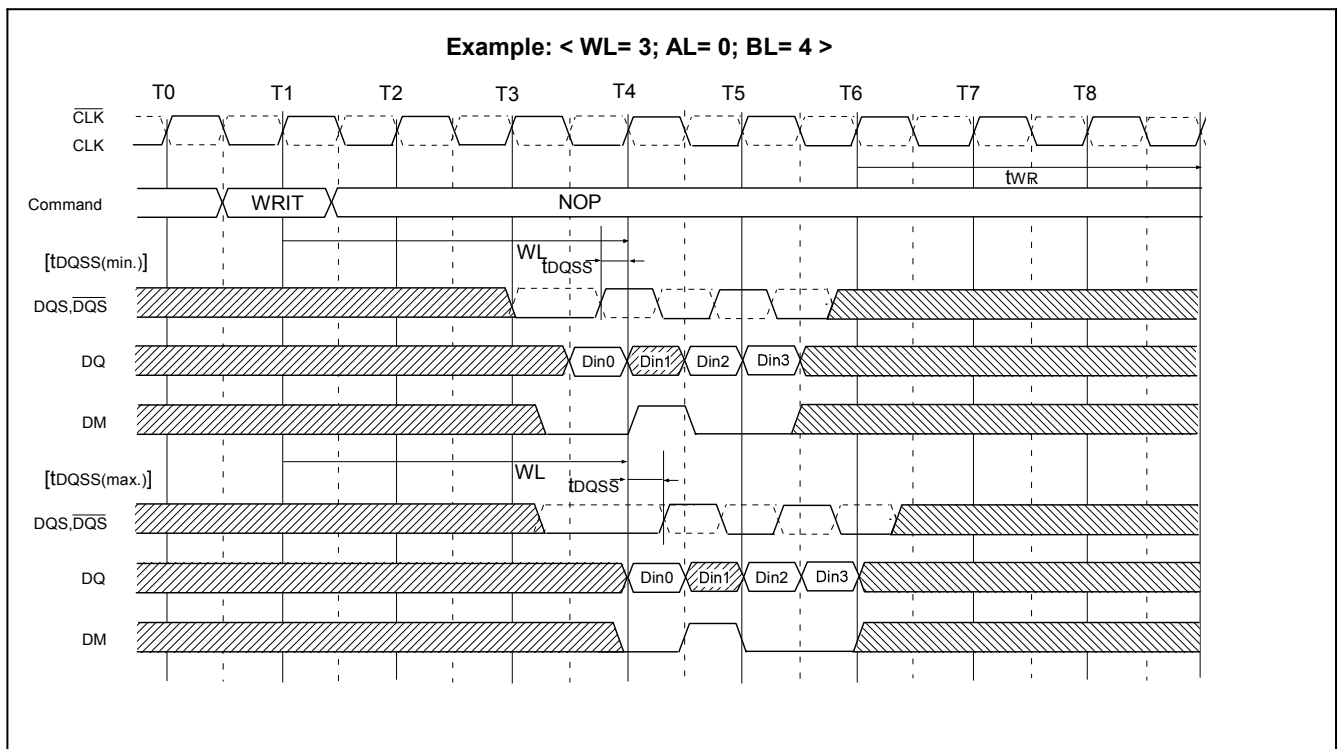 Example: < WL= 3; AL= 0; BL= 4 >
T0 T1 T2 T3 T4 T5 T6 T7 T8
CLK
CLK
tWR
Command WRIT NOP
WL
[tDQSS(min.)]
tDQSS
DQS,DQS
DQ Din0 Din1 Din2 Din3
DM
WL
[tDQSS(max.)]
tDQSS
DQS,DQS
DQ Din0 Din1 Din2 Din3
DM